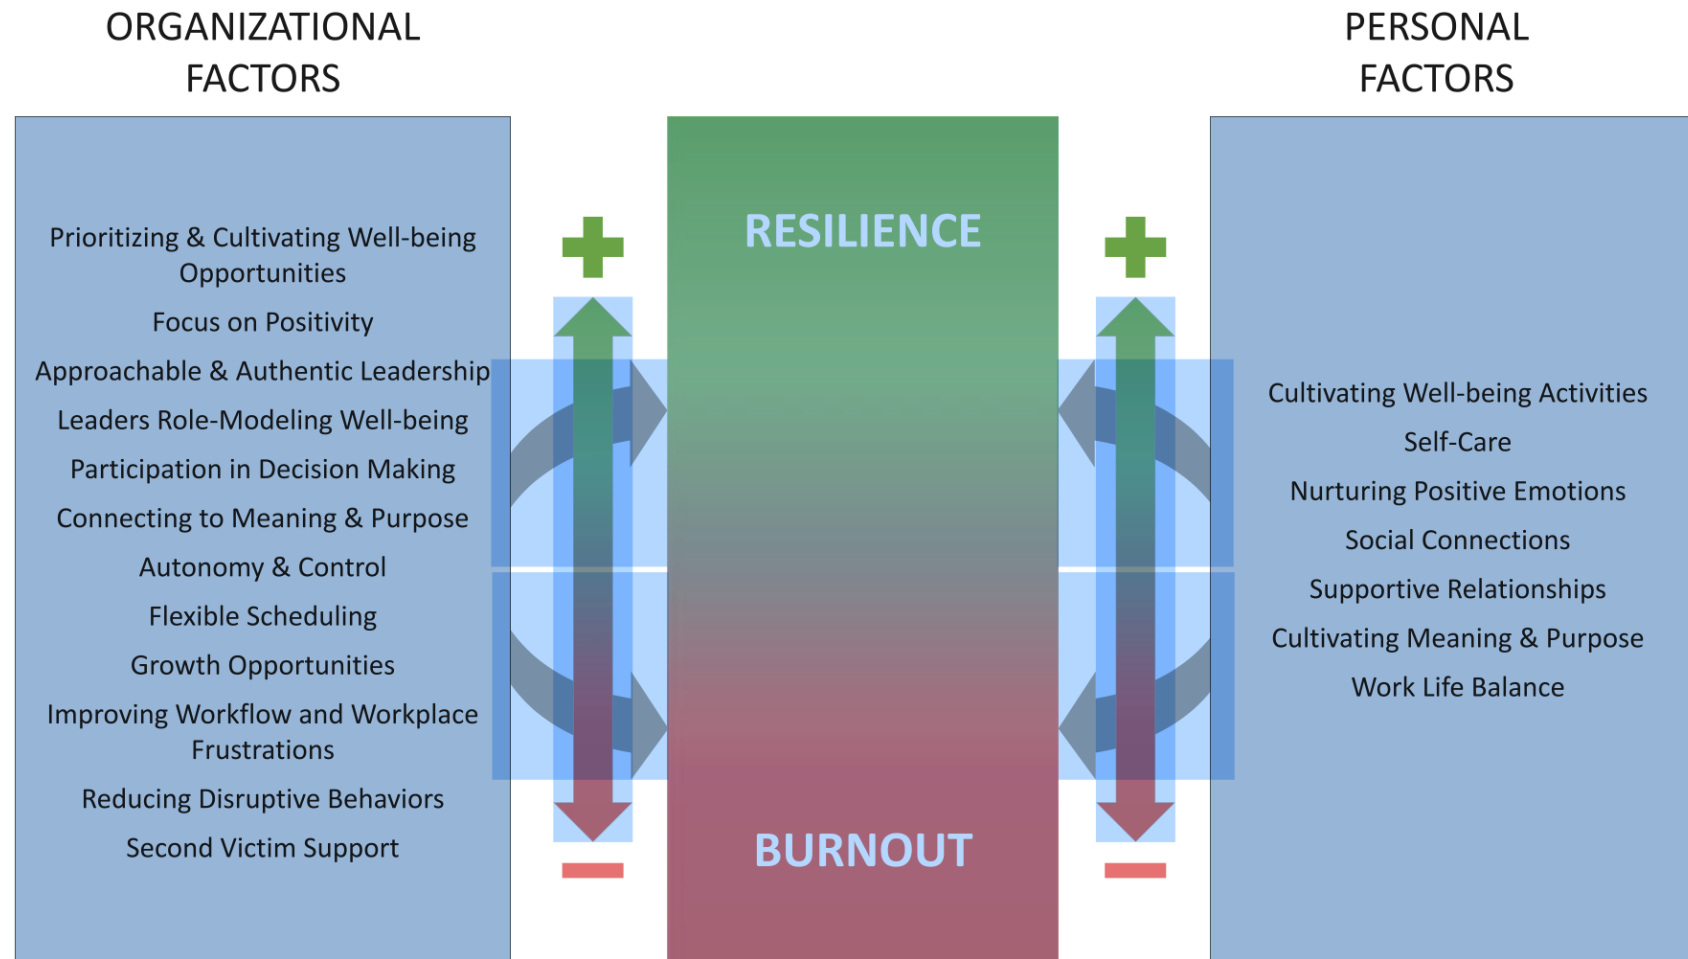 ORGANIZATIONAL
FACTORS
Prioritizing & Cultivating Well-being
Opportunities
Focus on Positivity
Approachable & Authentic Leadership
Leaders Role-Modeling Well-being
Participation in Decision Making
Connecting to Meaning & Purpose
Autonomy & Control
Flexible Scheduling
Growth Opportunities
Improving Workflow and Workplace
Frustrations
Reducing Disruptive Behaviors
Second Victim Support
RESILIENCE
BURNOUT
PERSONAL
FACTORS
Cultivating Well-being Activities
Self-Care
Nurturing Positive Emotions
Social Connections
Supportive Relationships
Cultivating Meaning & Purpose
Work Life Balance